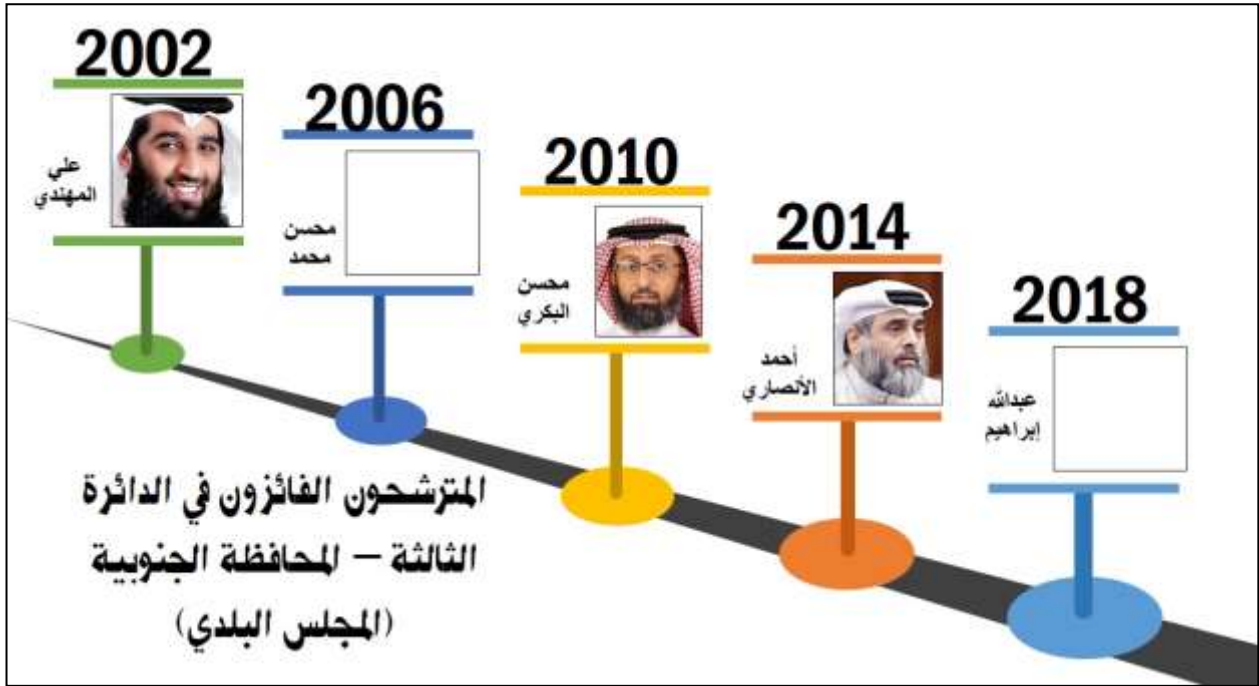 2002
علي
المهندي
2006
محسن
محمد
2010
محسن
البكري
2014
أحمد
الأنصاري
2018
عبدالله
إبراهيم
المترشحون الفائزون في الدائرة
الثالثة – المحافظة الجنوبية
(المجلس البلدي)